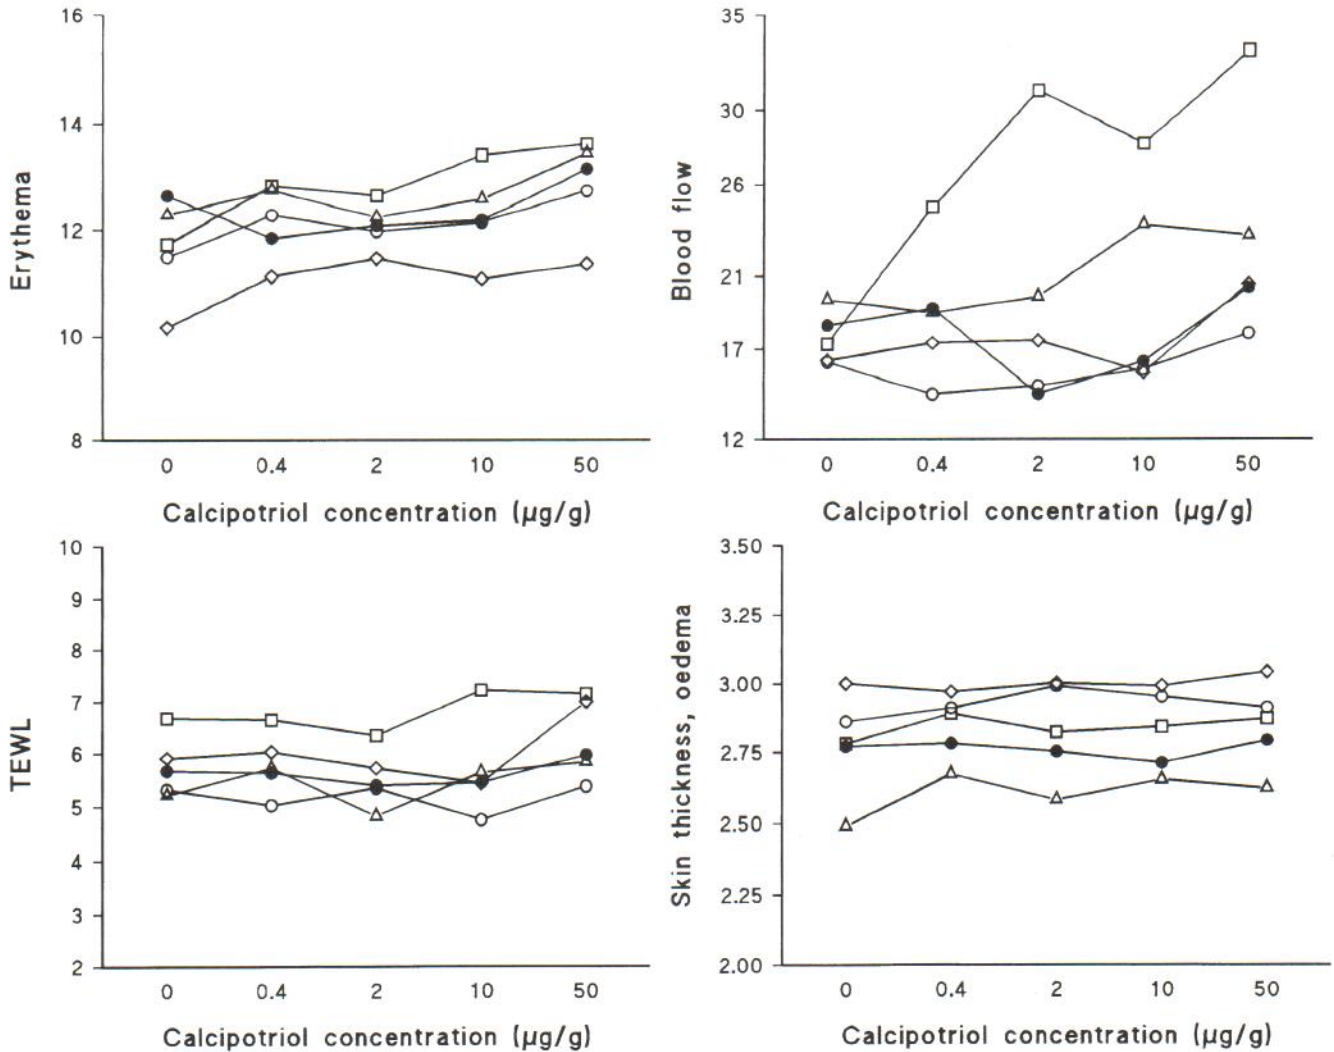 16
14
12
10
8
Erythema
0 0.4 2 10 50
Calcipotriol concentration (µg/g)
35
30
26
21
17
12
Blood flow
0 0.4 2 10 50
Calcipotriol concentration (µg/g)
10
9
8
7
6
5
4
3
2
TEWL
0 0.4 2 10 50
Calcipotriol concentration (µg/g)
3.50
3.25
3.00
2.75
2.50
2.25
2.00
Skin thickness, oedema
0 0.4 2 10 50
Calcipotriol concentration (µg/g)